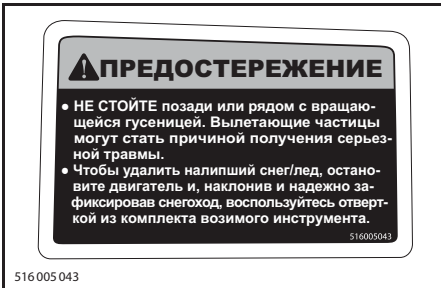 ПРЕДОСТЕРЕЖЕНИЕ
● НЕ СТОЙТЕ позади или рядом с вращаю-
щейся гусеницей. Вылетающие частицы
могут стать причиной получения серьез-
ной травмы.
● Чтобы удалить налипший снег/лед, остано-
вите двигатель и, наклонив и надежно за-
фиксировав снегоход, воспользуйтесь отверт-
кой из комплекта возимого инструмента.
516005043
516 005 043